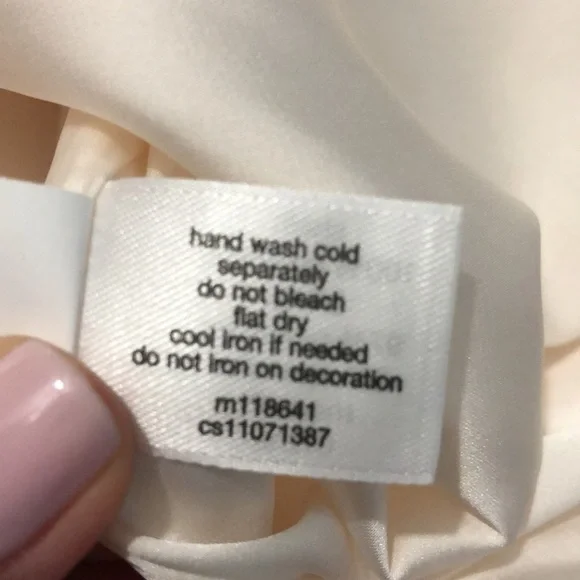 hand wash cold
separately
do not bleach
flat dry
cool iron if needed
do not iron on decoration
rn118641
cs11071387